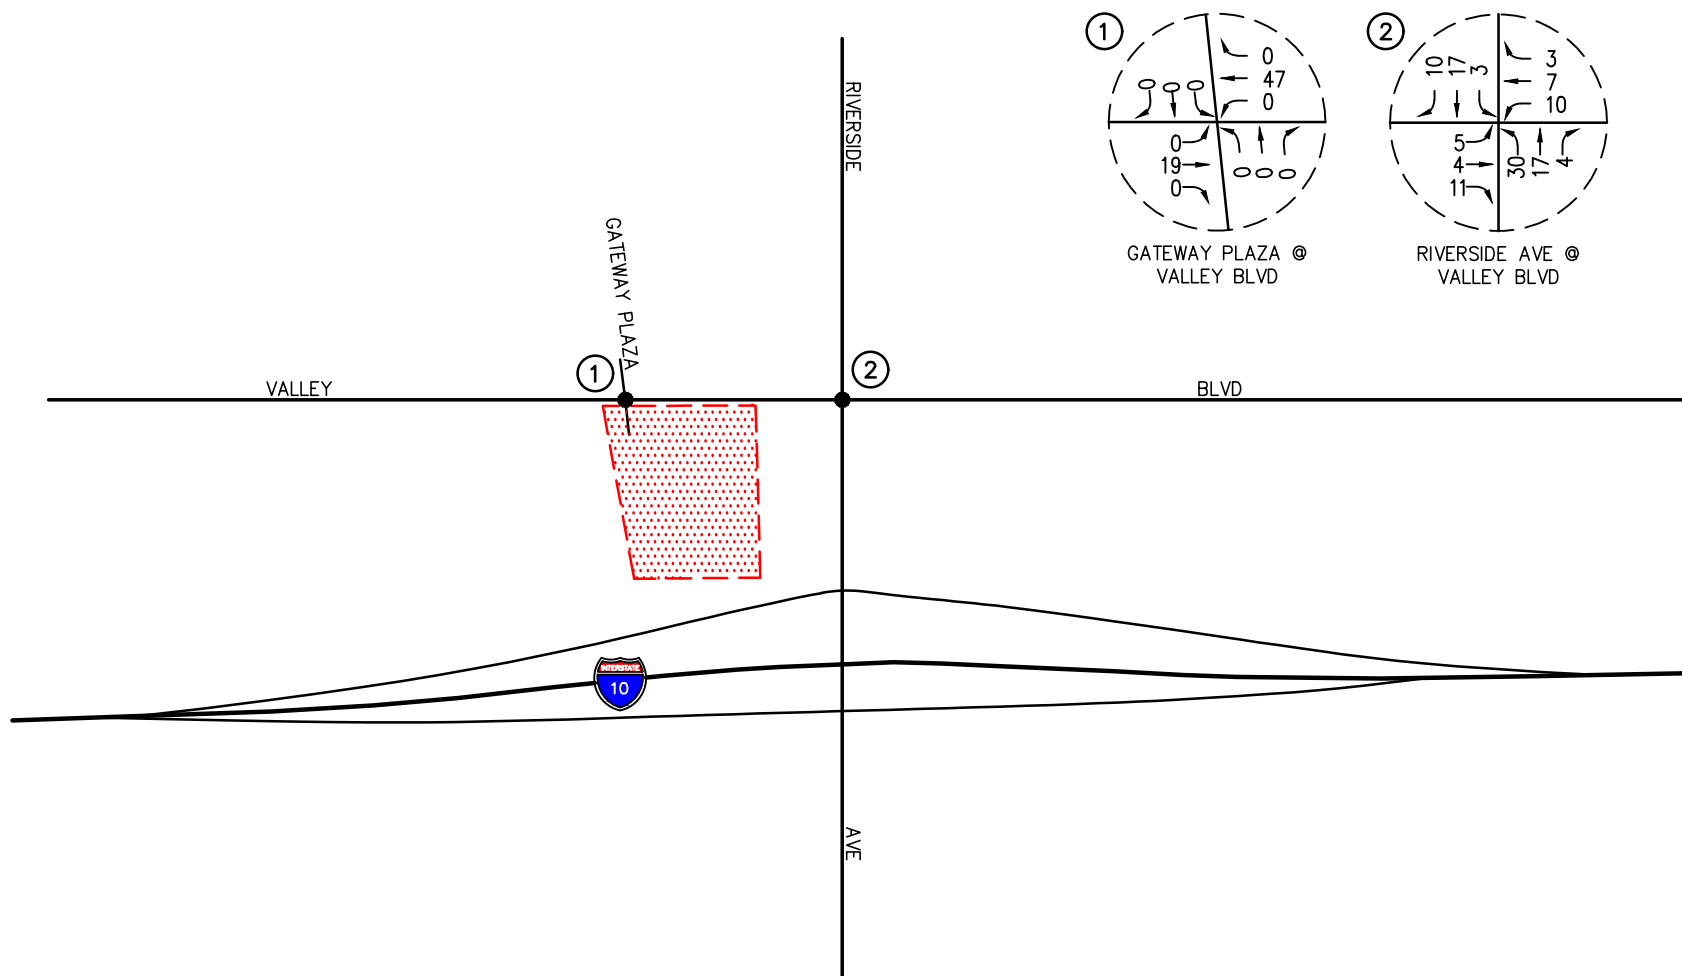 1
0
47
0
0 0 0
0
19
0
0 0 0
GATEWAY PLAZA @
VALLEY BLVD
2
10 17 3
3
7
10
5
4
11
30 17 4
RIVERSIDE AVE @
VALLEY BLVD
RIVERSIDE
GATEWAY PLAZA
1
2
VALLEY
BLVD
INTERSTATE
10
AVE